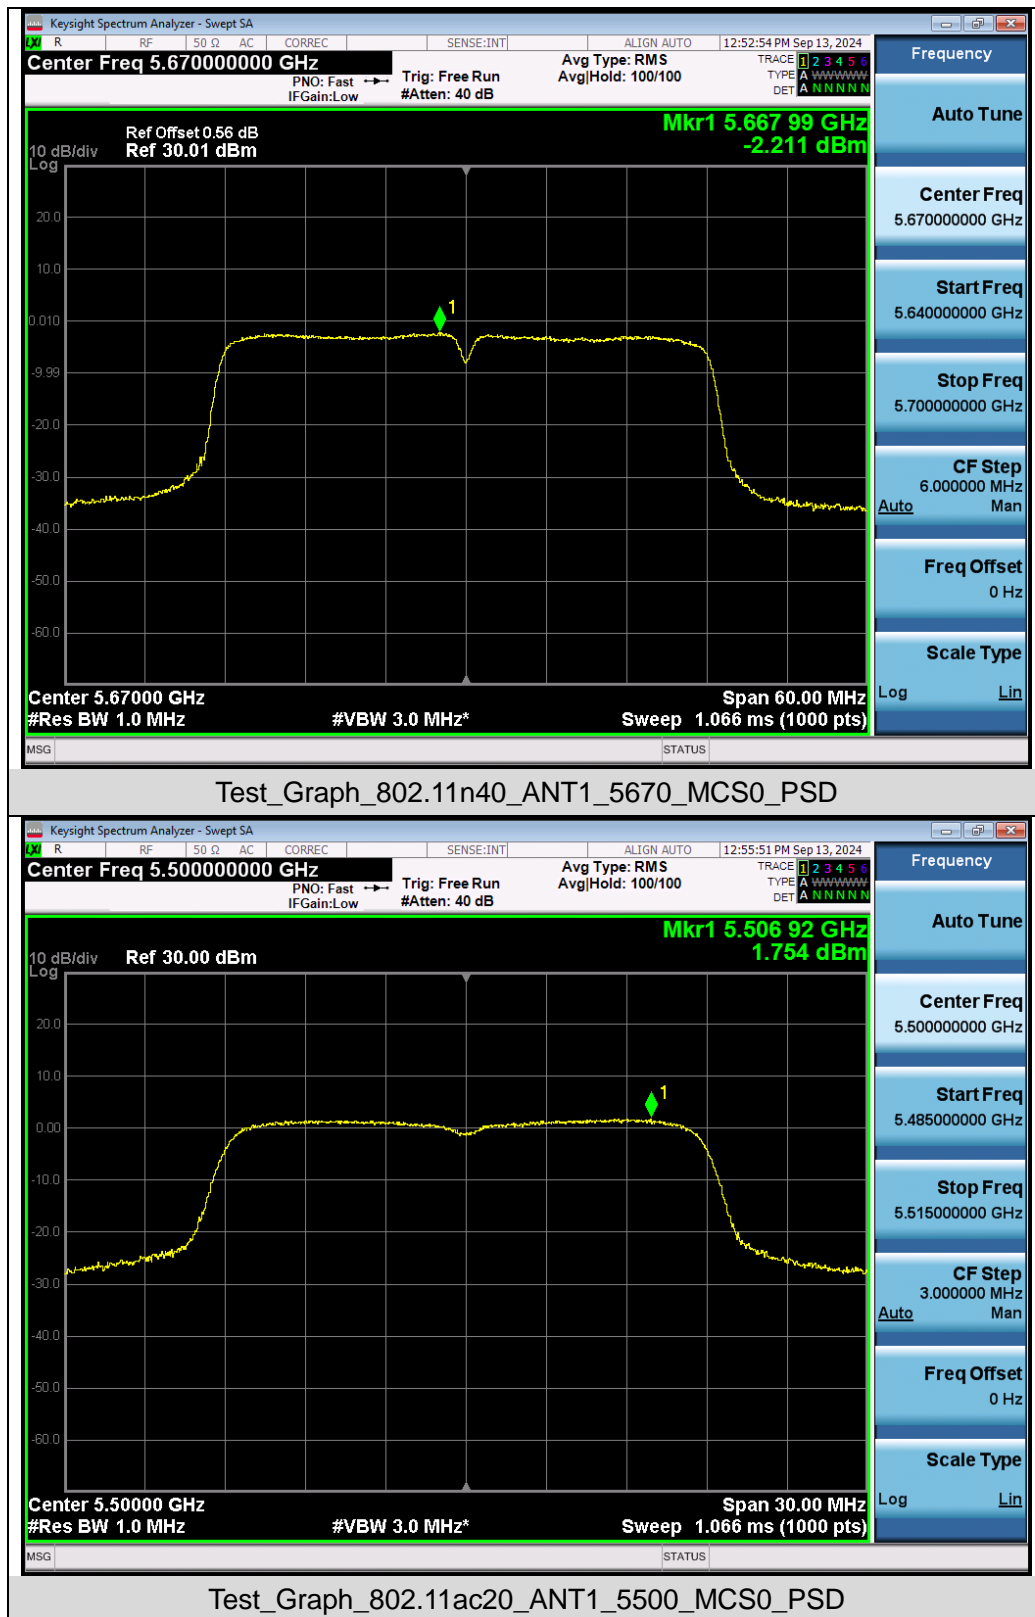 Keysight Spectrum Analyzer - Swept SA
LXI R RF 50 Ω AC CORREC SENSE:INT ALIGN AUTO 12:52:54 PM Sep 13, 2024
Center Freq 5.670000000 GHz
PNO: Fast
IFGain:Low
Trig: Free Run
#Atten: 40 dB
Avg Type: RMS
Avg|Hold: 100/100
TRACE 1 2 3 4 5 6
TYPE A WWWWW
DET A N N N N N
Frequency
Mkr1 5.667 99 GHz
-2.211 dBm
Ref Offset 0.56 dB
10 dB/div Ref 30.01 dBm
Log
20.0
10.0
0.010
-9.99
-20.0
-30.0
-40.0
-50.0
-60.0
1
Center 5.67000 GHz Span 60.00 MHz
#Res BW 1.0 MHz #VBW 3.0 MHz* Sweep 1.066 ms (1000 pts)
MSG STATUS
Auto Tune
Center Freq
5.670000000 GHz
Start Freq
5.640000000 GHz
Stop Freq
5.700000000 GHz
CF Step
6.000000 MHz
Auto Man
Freq Offset
0 Hz
Scale Type
Log Lin
Test_Graph_802.11n40_ANT1_5670_MCS0_PSD
Keysight Spectrum Analyzer - Swept SA
LXI R RF 50 Ω AC CORREC SENSE:INT ALIGN AUTO 12:55:51 PM Sep 13, 2024
Center Freq 5.500000000 GHz
PNO: Fast
IFGain:Low
Trig: Free Run
#Atten: 40 dB
Avg Type: RMS
Avg|Hold: 100/100
TRACE 1 2 3 4 5 6
TYPE A WWWWW
DET A N N N N N
Frequency
Mkr1 5.506 92 GHz
1.754 dBm
10 dB/div Ref 30.00 dBm
Log
20.0
10.0
0.00
-10.0
-20.0
-30.0
-40.0
-50.0
-60.0
1
Center 5.50000 GHz Span 30.00 MHz
#Res BW 1.0 MHz #VBW 3.0 MHz* Sweep 1.066 ms (1000 pts)
MSG STATUS
Auto Tune
Center Freq
5.500000000 GHz
Start Freq
5.485000000 GHz
Stop Freq
5.515000000 GHz
CF Step
3.000000 MHz
Auto Man
Freq Offset
0 Hz
Scale Type
Log Lin
Test_Graph_802.11ac20_ANT1_5500_MCS0_PSD